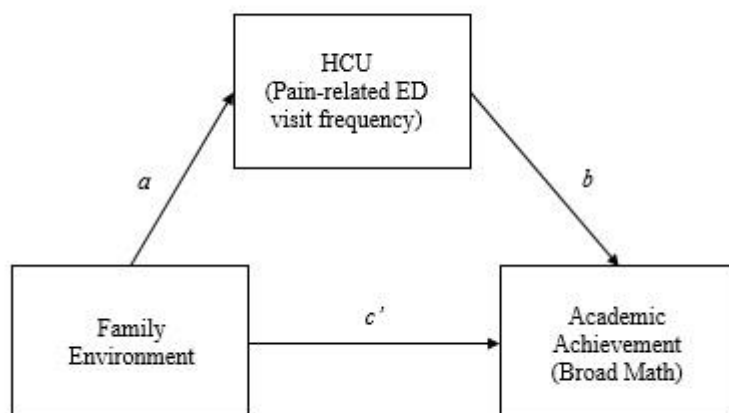 HCU
(Pain-related ED
visit frequency)
a
b
c’
Family
Environment
Academic
Achievement
(Broad Math)